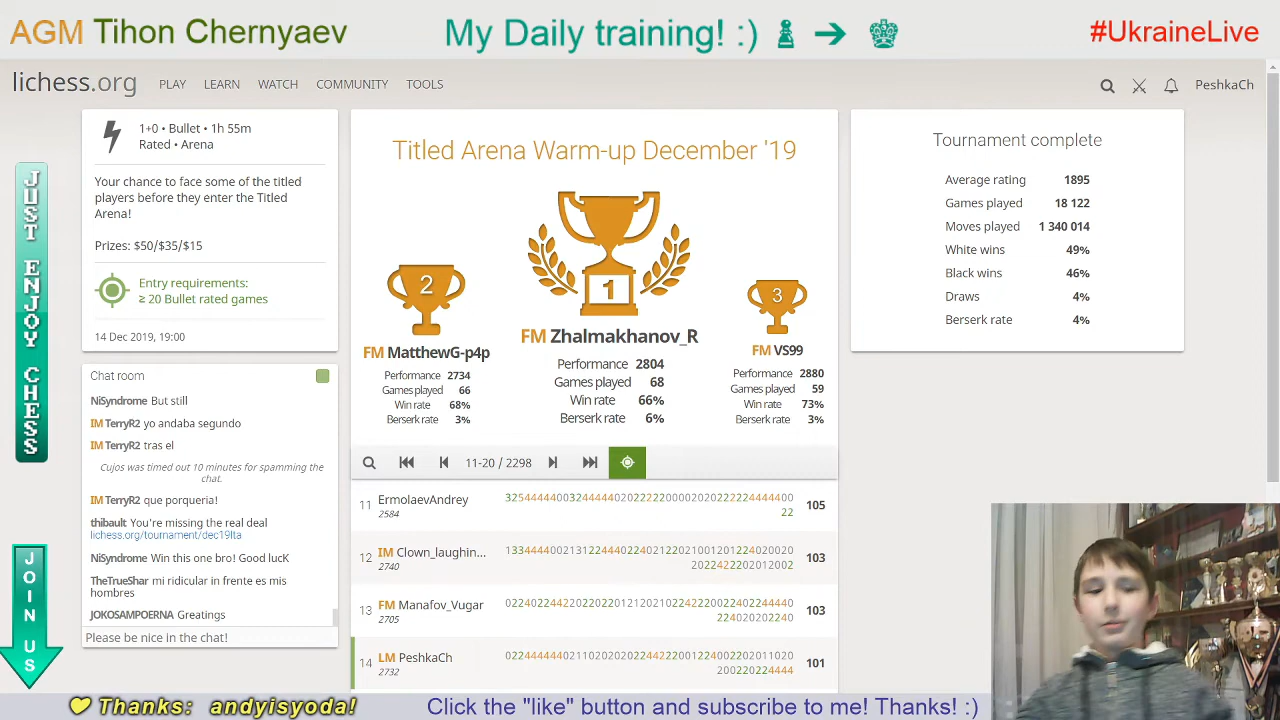 AGM Tihon Chernyaev
My Daily training! :)
#UkraineLive
lichess.org
PLAY
LEARN
WATCH
COMMUNITY
TOOLS
PeshkaCh
JUST ENJOY CHESS
JOIN US
1+0 • Bullet • 1h 55m
Rated • Arena
Your chance to face some of the titled
players before they enter the Titled
Arena!
Prizes: $50/$35/$15
Entry requirements:
≥ 20 Bullet rated games
14 Dec 2019, 19:00
Chat room
NiSyndrome But still
IM TerryR2 yo andaba segundo
IM TerryR2 tras el
Cujos was timed out 10 minutes for spamming the
chat.
IM TerryR2 que porqueria!
thibault You're missing the real deal
lichess.org/tournament/dec19lta
NiSyndrome Win this one bro! Good lucK
TheTrueShar mi ridicular in frente es mis
hombres
JOKOSAMPOERNA Greatings
Please be nice in the chat!
Titled Arena Warm-up December '19
2
1
3
FM MatthewG-p4p
Performance 2734
Games played 66
Win rate 68%
Berserk rate 3%
FM Zhalmakhanov_R
Performance 2804
Games played 68
Win rate 66%
Berserk rate 6%
FM VS99
Performance 2880
Games played 59
Win rate 73%
Berserk rate 3%
11-20 / 2298
11 ErmolaevAndrey 105
2584
22
12 IM Clown_laughin... 103
2740
13 FM Manafov_Vugar 103
2705
14 LM PeshkaCh 101
2732
Tournament complete
Average rating 1895
Games played 18 122
Moves played 1 340 014
White wins 49%
Black wins 46%
Draws 4%
Berserk rate 4%
Thanks: andyisyoda!
Click the "like" button and subscribe to me! Thanks! :)